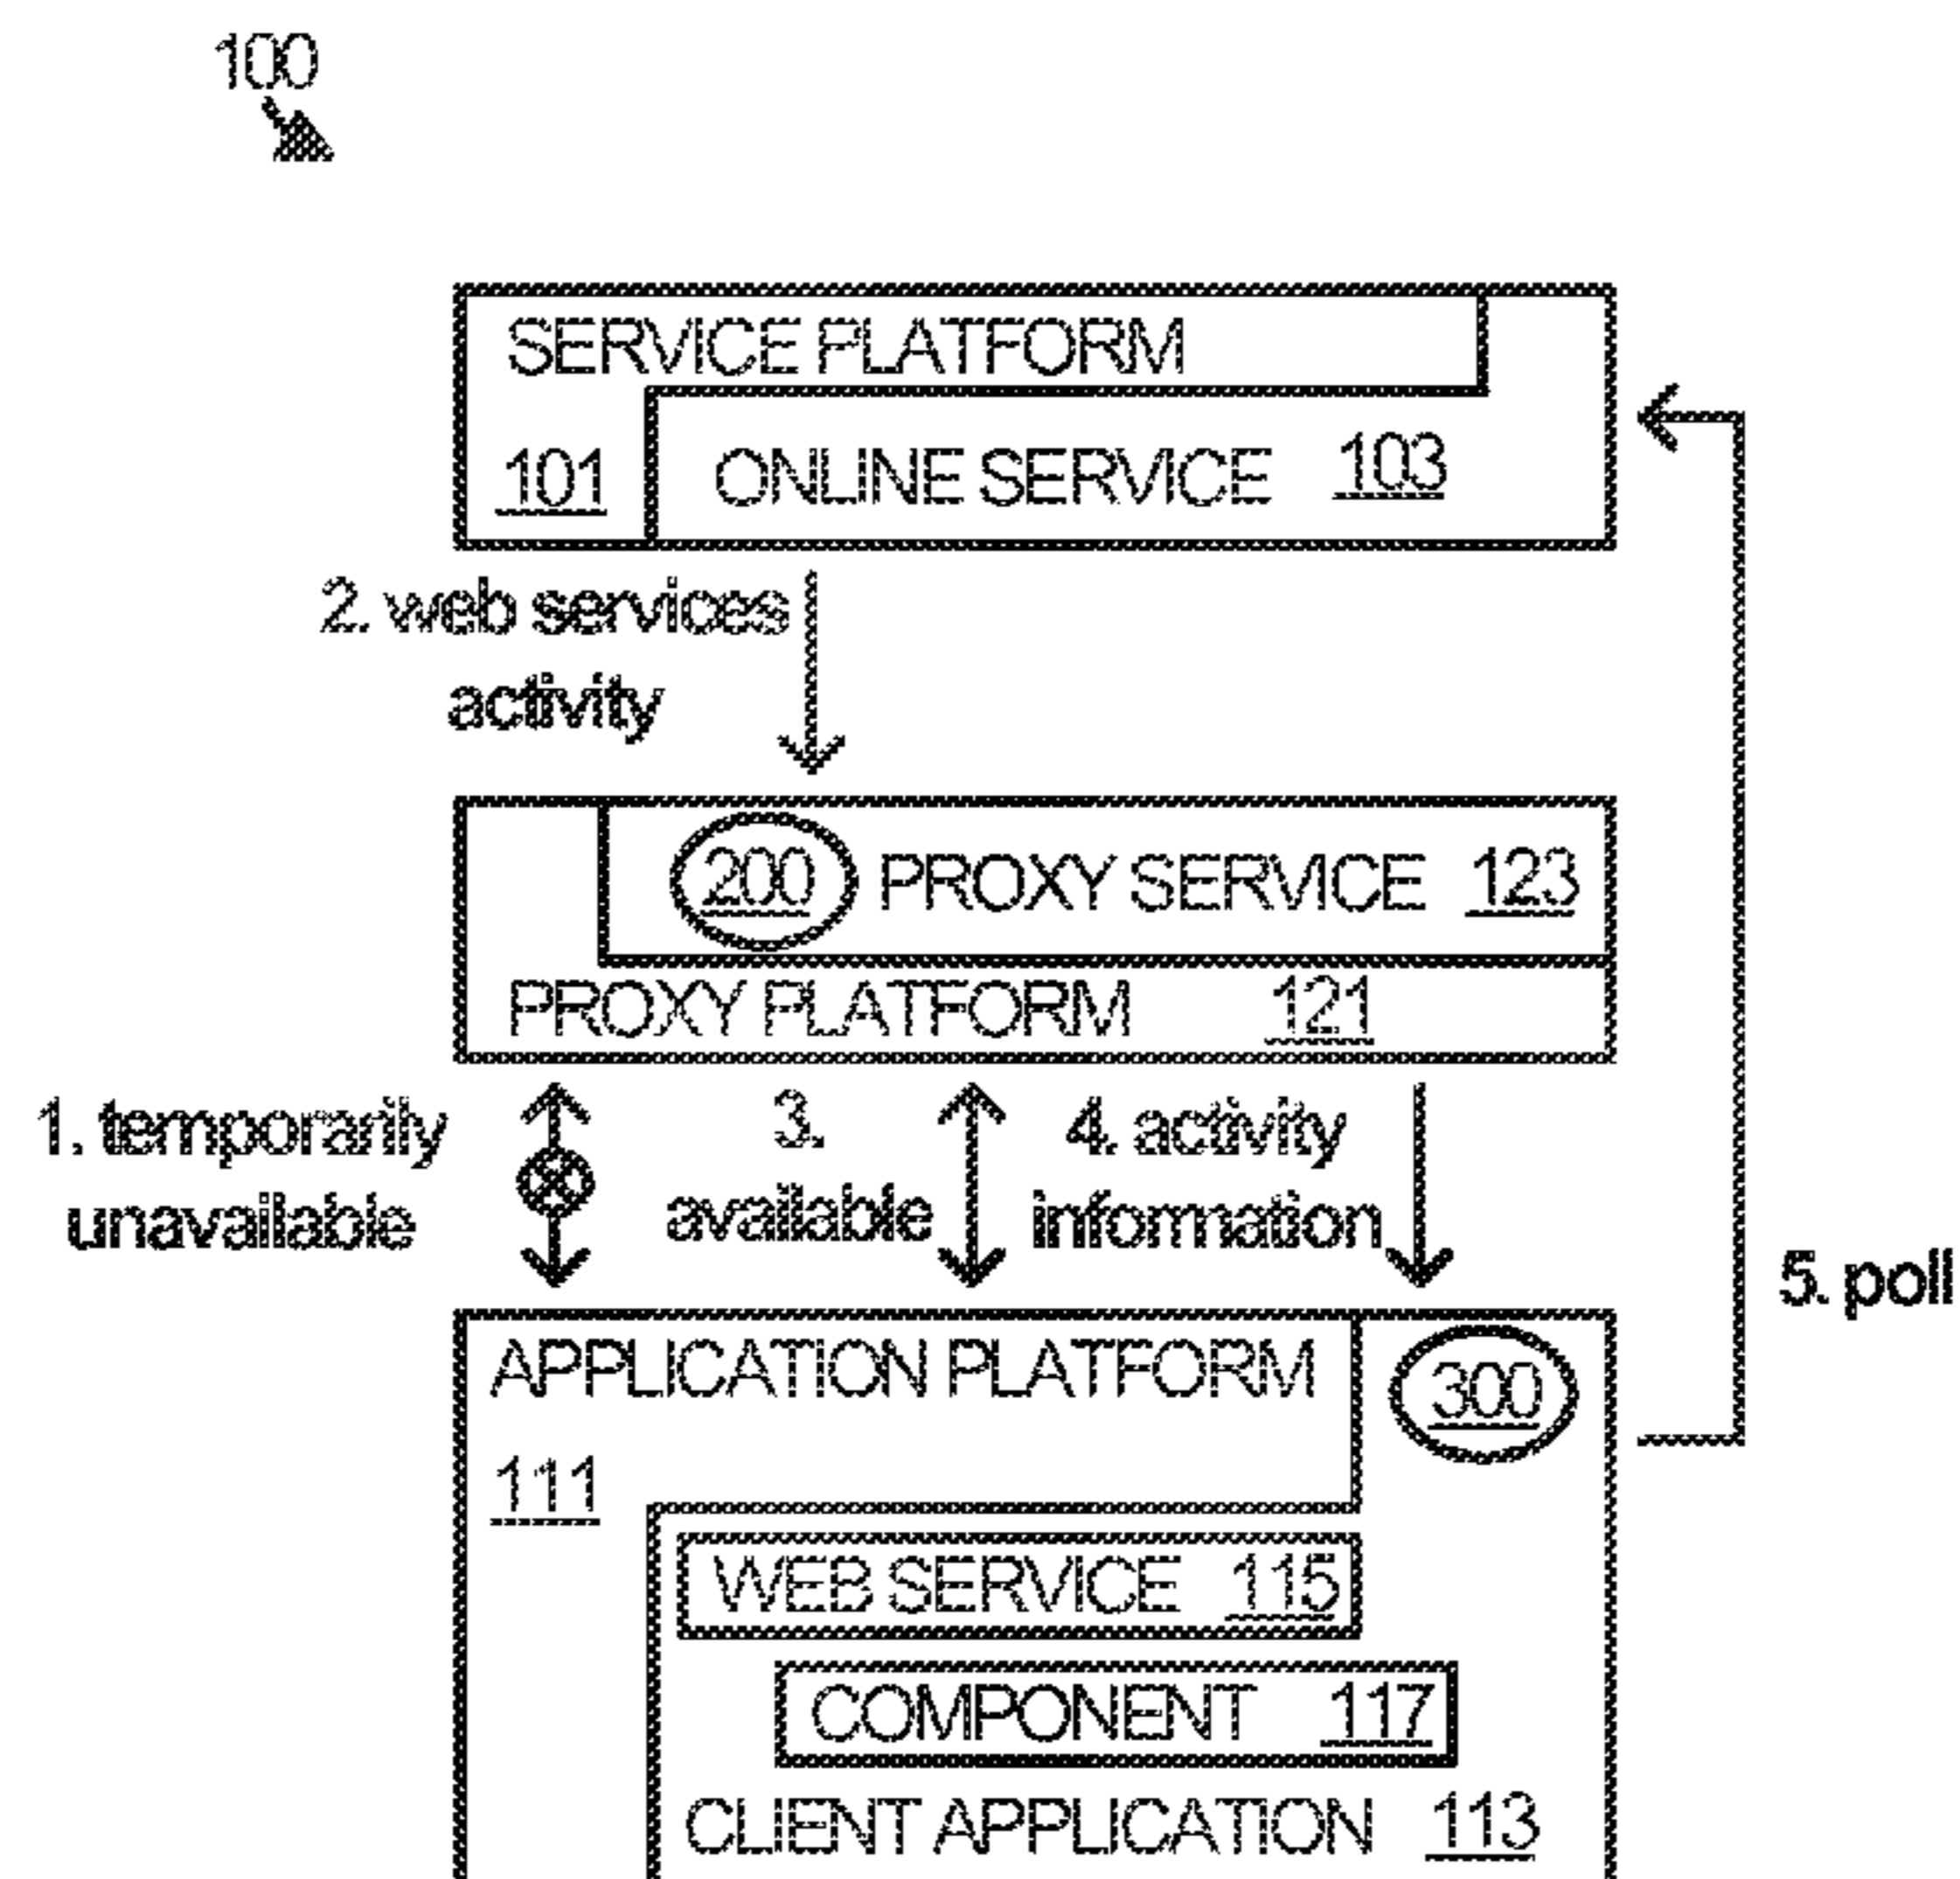 100
SERVICE PLATFORM
101
ONLINE SERVICE 103
2. web services
activity
200 PROXY SERVICE 123
PROXY PLATFORM 121
1. temporarily
unavailable
3.
available
4. activity
information
5. poll
APPLICATION PLATFORM
300
111
WEB SERVICE 115
COMPONENT 117
CLIENT APPLICATION 113